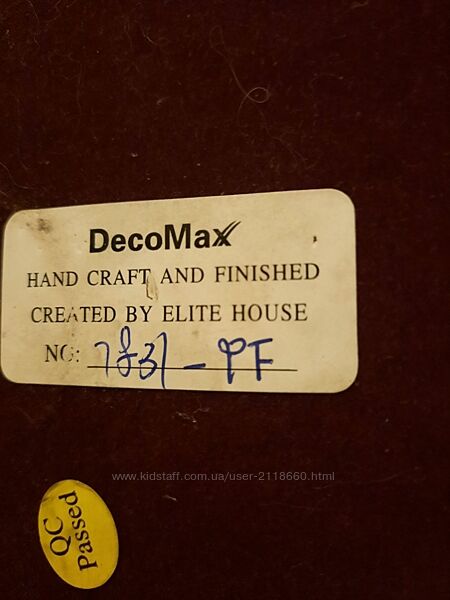 DecoMax
HAND CRAFT AND FINISHED
CREATED BY ELITE HOUSE
NO: 7831-PF
www.kidstaff.com.ua/user-2118660.html
QC
Passed